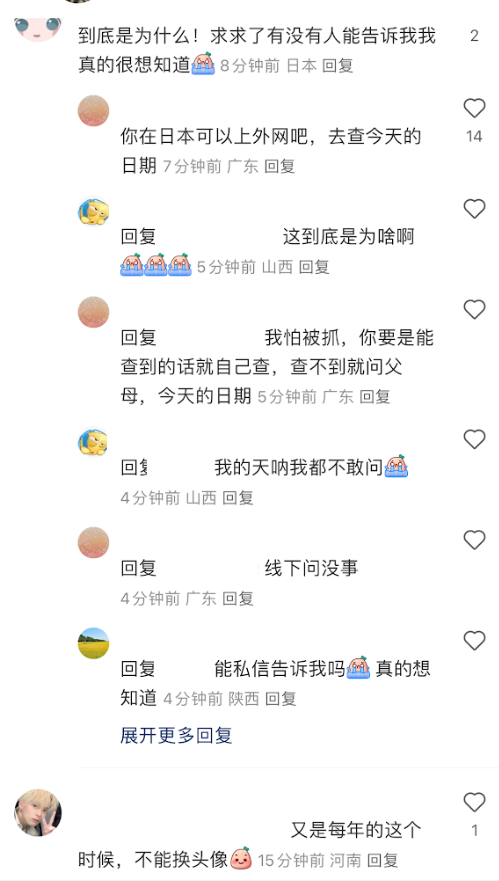 到底是为什么！求求了有没有人能告诉我我
真的很想知道 8分钟前 日本 回复
2
你在日本可以上外网吧，去查今天的
日期 7分钟前 广东 回复
14
回复 这到底是为啥啊
5分钟前 山西 回复
回复 我怕被抓，你要是能
查到的话就自己查，查不到就问父
母，今天的日期 5分钟前 广东 回复
回复 我的天呐我都不敢问
4分钟前 山西 回复
回复 线下问没事
4分钟前 广东 回复
回复 能私信告诉我吗 真的想
知道 4分钟前 陕西 回复
展开更多回复
又是每年的这个
时候，不能换头像 15分钟前 河南 回复
1